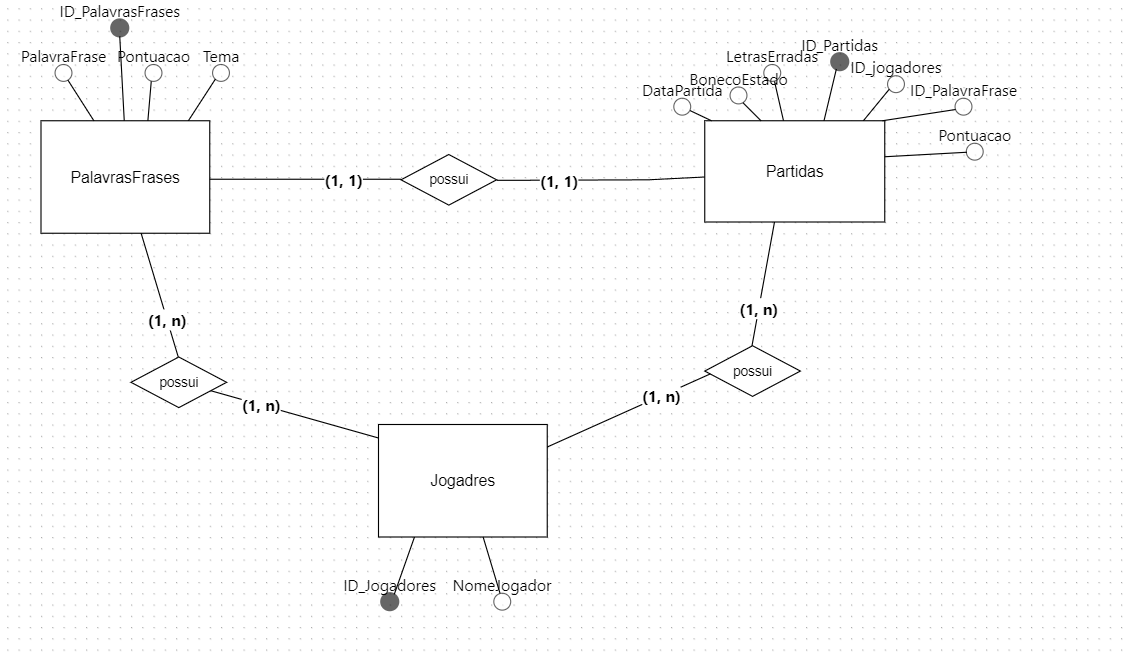 ID_PalavrasFrases
PalavraFrase
Pontuacao
Tema
LetrasErradas
ID_Partidas
BonecoEstado
ID_jogadores
DataPartida
ID_PalavraFrase
Pontuacao
PalavrasFrases
(1, 1)
possui
(1, 1)
Partidas
(1, n)
possui
(1, n)
(1, n)
possui
(1, n)
Jogadres
ID_Jogadores
NomeJogador